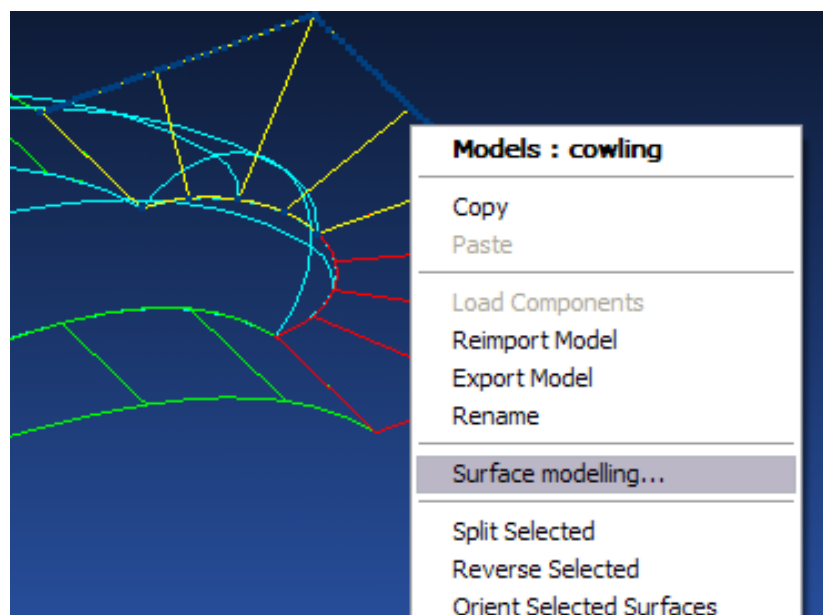 Models : cowling
Copy
Paste
Load Components
Reimport Model
Export Model
Rename
Surface modelling...
Split Selected
Reverse Selected
Orient Selected Surfaces